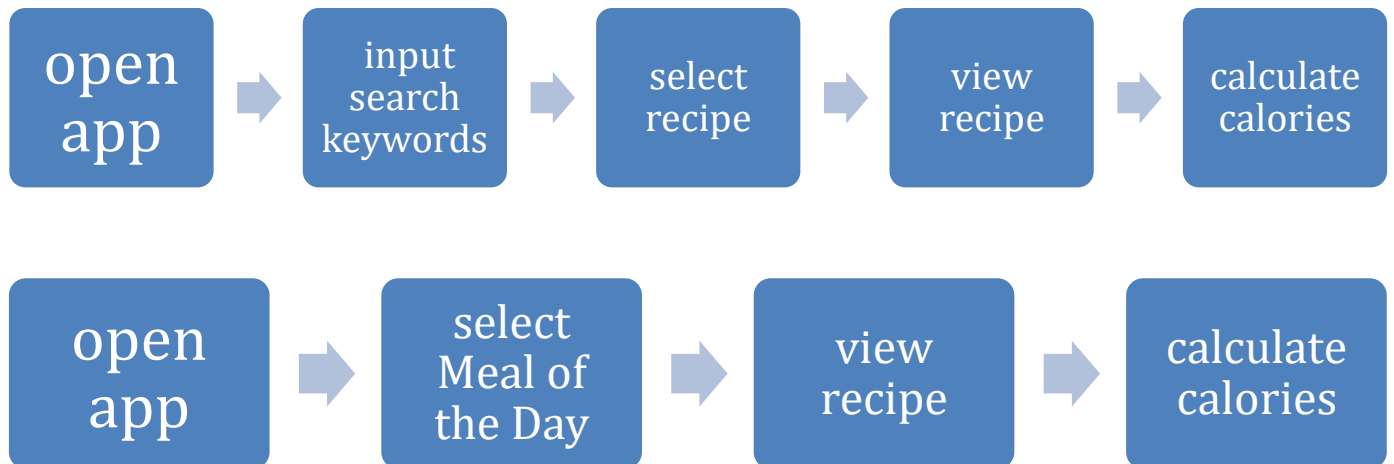 open
app
input
search
keywords
select
recipe
view
recipe
calculate
calories
open
app
select
Meal of
the Day
view
recipe
calculate
calories